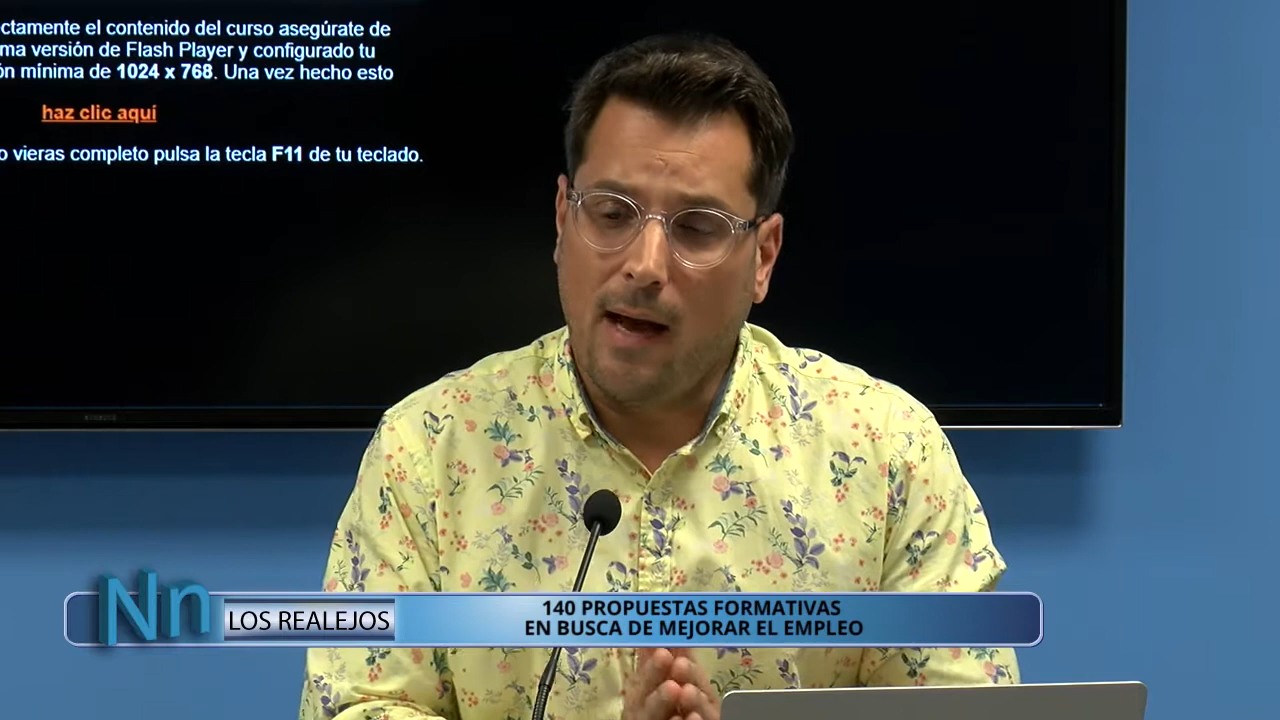 ctamente el contenido del curso asegúrate de
ma versión de Flash Player y configurado tu
ón mínima de 1024 x 768. Una vez hecho esto
haz clic aquí
o vieras completo pulsa la tecla F11 de tu teclado.
Nn
LOS REALEJOS
140 PROPUESTAS FORMATIVAS
EN BUSCA DE MEJORAR EL EMPLEO